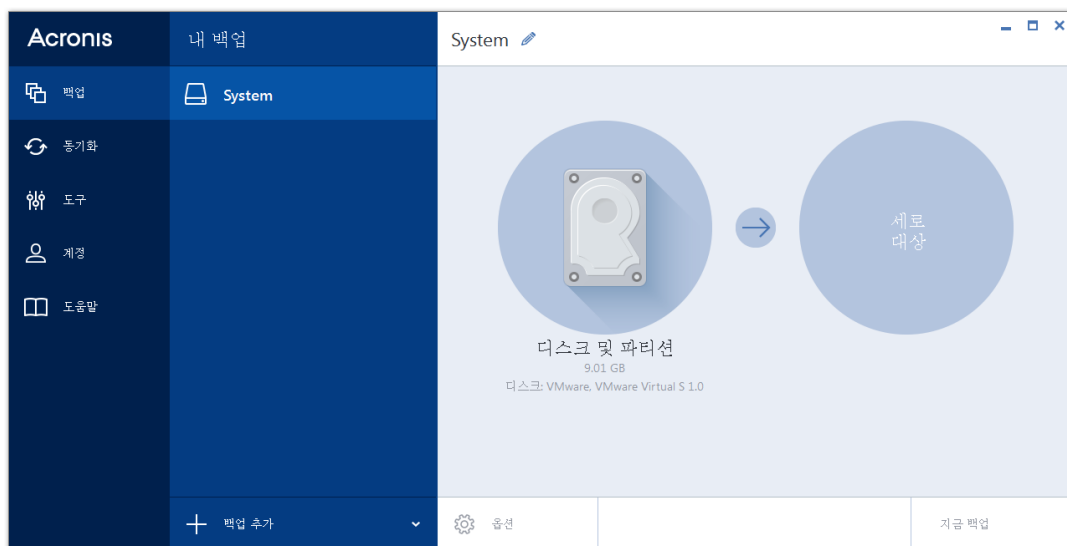 Acronis
내 백업
System
백업
System
동기화
도구
계정
도움말
세로
대상
디스크 및 파티션
9.01 GB
디스크: VMware, VMware Virtual S 1.0
백업 추가
옵션
지금 백업